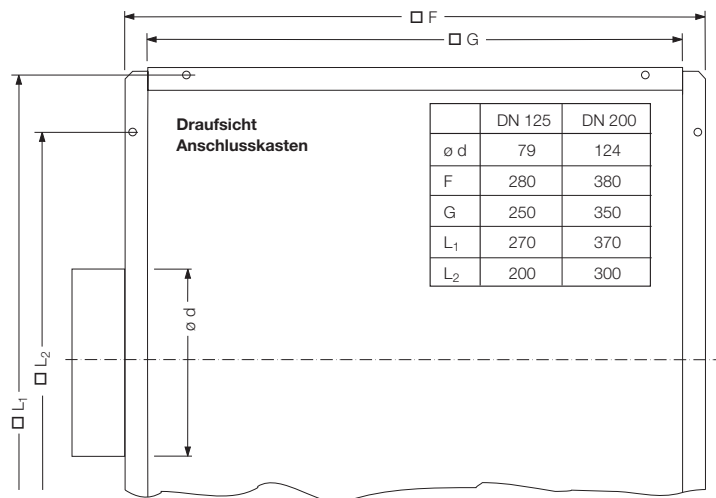 □ F
□ G
Draufsicht
Anschlusskasten
DN 125 DN 200
ø d 79 124
F 280 380
G 250 350
L₁ 270 370
L₂ 200 300
ø d
□ L₂
□ L₁